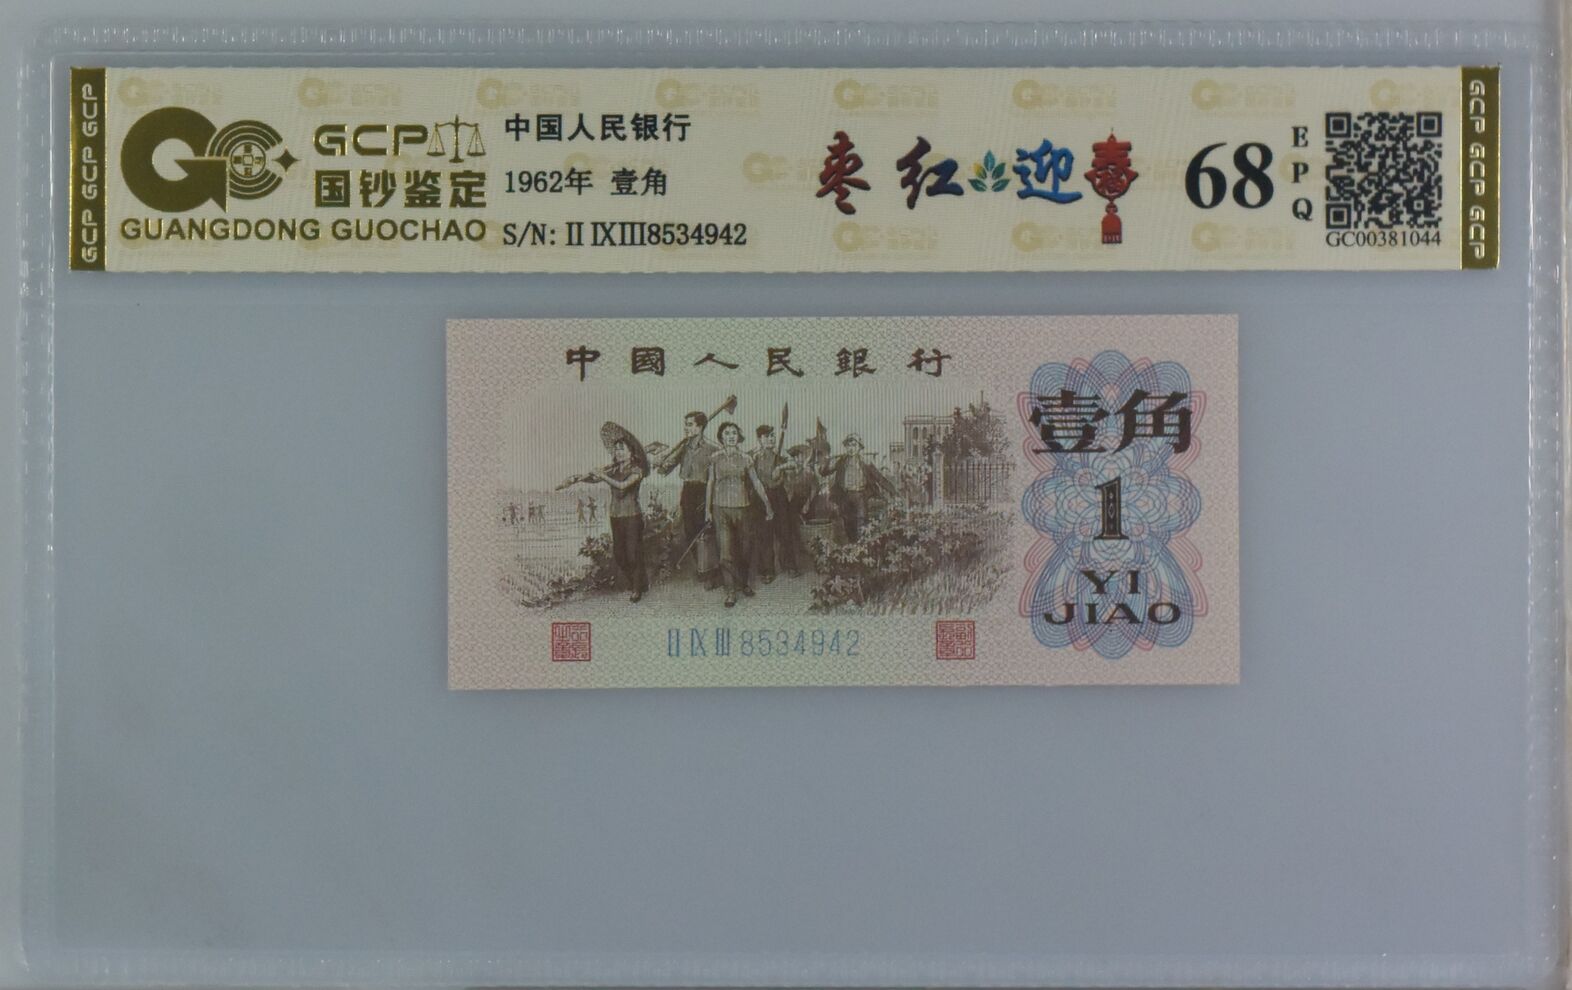 GCP
国钞鉴定
GUANGDONG GUOCHAO
中国人民银行
1962年 壹角
S/N: II IX III8534942
枣红迎春
68
EPQ
GC00381044
GCP GCP GCP
GCP GCP GCP
中國人民銀行
壹角
1
YI
JIAO
II IX III 8534942